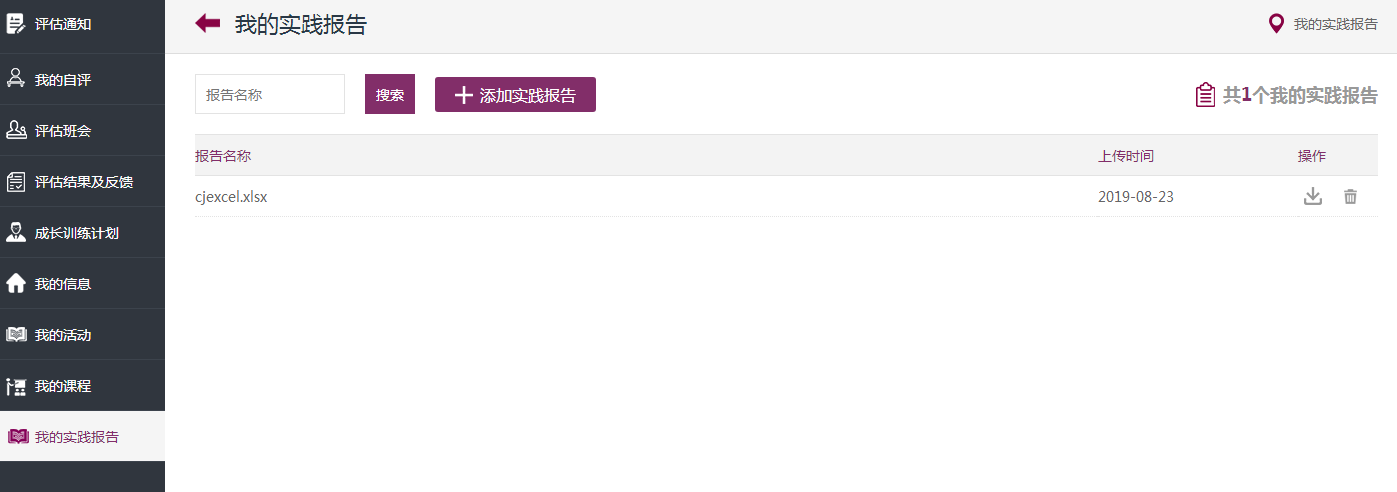 评估通知
我的自评
评估班会
评估结果及反馈
成长训练计划
我的信息
我的活动
我的课程
我的实践报告
我的实践报告
我的实践报告
报告名称
搜索
添加实践报告
共1个我的实践报告
报告名称 上传时间 操作
cjexcel.xlsx 2019-08-23